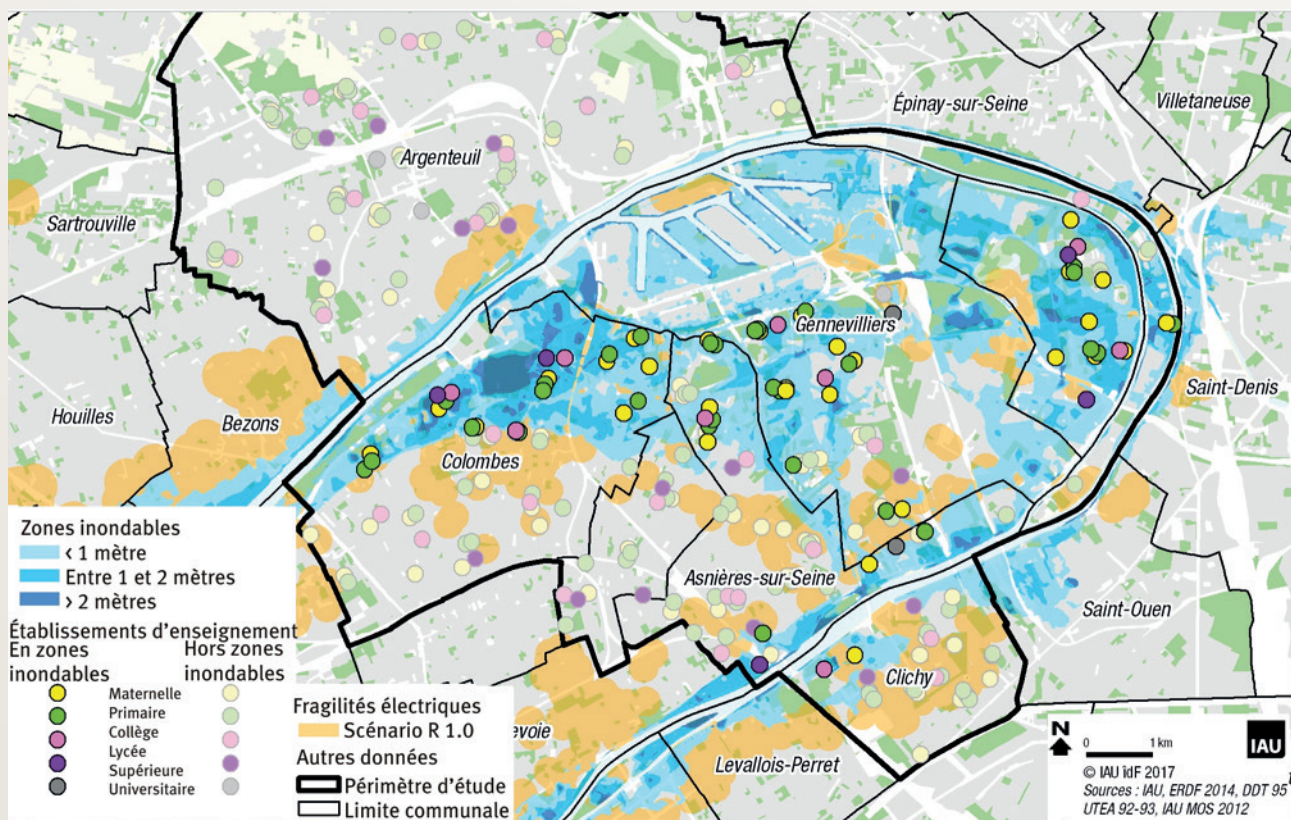 Épinay-sur-Seine
Villetaneuse
Argenteuil
Sartrouville
Gennevilliers
Saint-Denis
Houilles
Bezons
Colombes
Asnières-sur-Seine
Saint-Ouen
Clichy
evoie
Levallois-Perret
Zones inondables
< 1 mètre
Entre 1 et 2 mètres
> 2 mètres
Établissements d'enseignement
En zones
inondables
Hors zones
inondables
Maternelle
Primaire
Collège
Lycée
Supérieure
Universitaire
Fragilités électriques
Scénario R 1.0
Autres données
Périmètre d'étude
Limite communale
N
0 1 km
IAU
© IAU îdF 2017
Sources : IAU, ERDF 2014, DDT 95
UTEA 92-93, IAU MOS 2012